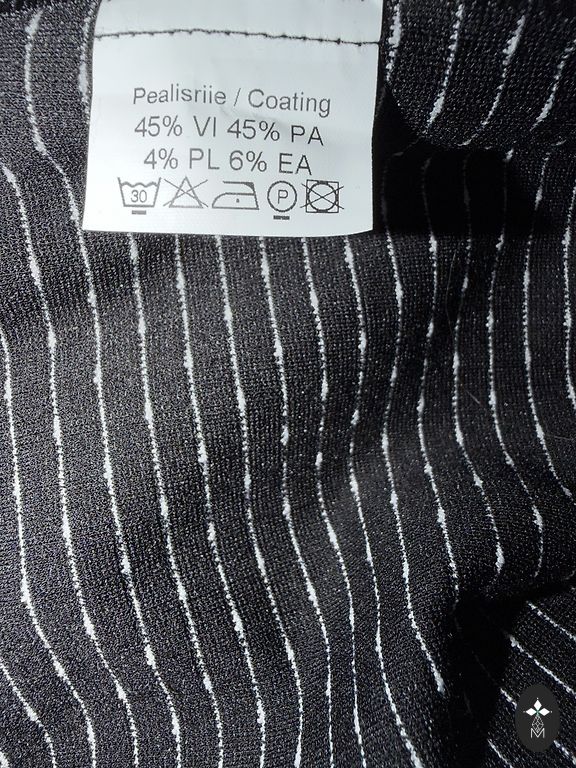 Pealisriie / Coating
45% VI 45% PA
4% PL 6% EA
30 P
M